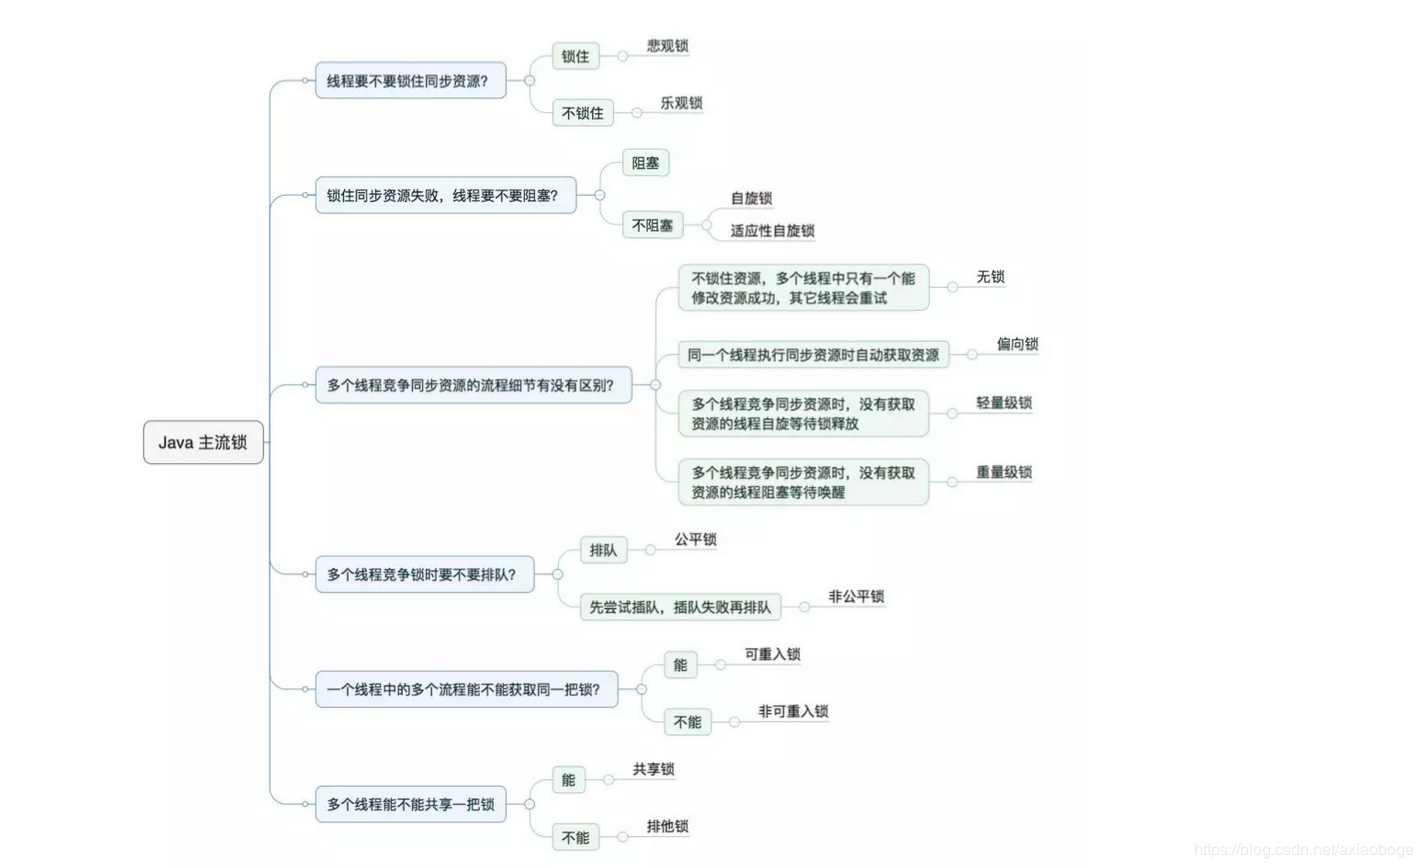 Java 主流锁
线程要不要锁住同步资源？
锁住
悲观锁
不锁住
乐观锁
锁住同步资源失败，线程要不要阻塞？
阻塞
不阻塞
自旋锁
适应性自旋锁
多个线程竞争同步资源的流程细节有没有区别？
不锁住资源，多个线程中只有一个能
修改资源成功，其它线程会重试
无锁
同一个线程执行同步资源时自动获取资源
偏向锁
多个线程竞争同步资源时，没有获取
资源的线程自旋等待锁释放
轻量级锁
多个线程竞争同步资源时，没有获取
资源的线程阻塞等待唤醒
重量级锁
多个线程竞争锁时要不要排队？
排队
公平锁
先尝试插队，插队失败再排队
非公平锁
一个线程中的多个流程能不能获取同一把锁？
能
可重入锁
不能
非可重入锁
多个线程能不能共享一把锁
能
共享锁
不能
排他锁
https://blog.csdn.net/axiaoboge